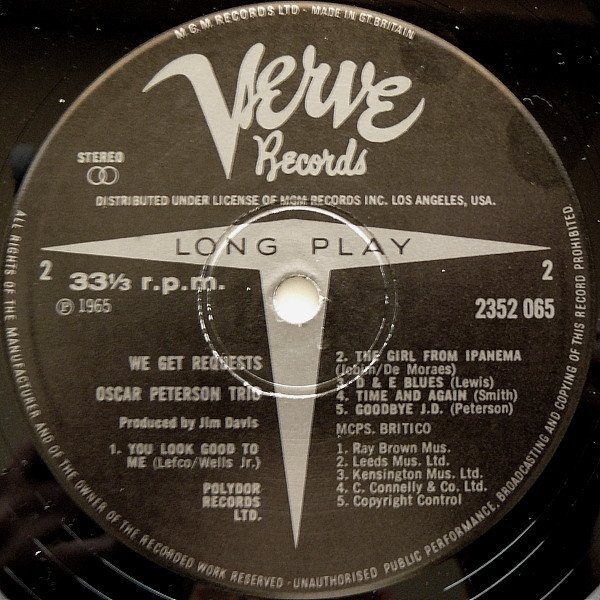 M.G.M. RECORDS LTD - MADE IN GT. BRITAIN
Verve
Records
STEREO
DISTRIBUTED UNDER LICENSE OF MGM RECORDS INC. LOS ANGELES, USA.
LONG PLAY
2
33⅓ r.p.m.
℗ 1965
2
2352 065
WE GET REQUESTS
OSCAR PETERSON TRIO
Produced by Jim Davis
1. YOU LOOK GOOD TO
ME (Lefco/Wells Jr.)
POLYDOR
RECORDS
LTD.
2. THE GIRL FROM IPANEMA
(Jobim/De Moraes)
3. D & E BLUES (Lewis)
4. TIME AND AGAIN (Smith)
5. GOODBYE J.D. (Peterson)
MCPS. BRITICO
1. Ray Brown Mus.
2. Leeds Mus. Ltd.
3. Kensington Mus. Ltd.
4. C. Connelly & Co. Ltd.
5. Copyright Control
ALL RIGHTS OF THE MANUFACTURER AND OF THE OWNER OF THE RECORDED WORK RESERVED - UNAUTHORISED PUBLIC PERFORMANCE, BROADCASTING AND COPYING OF THIS RECORD PROHIBITED.